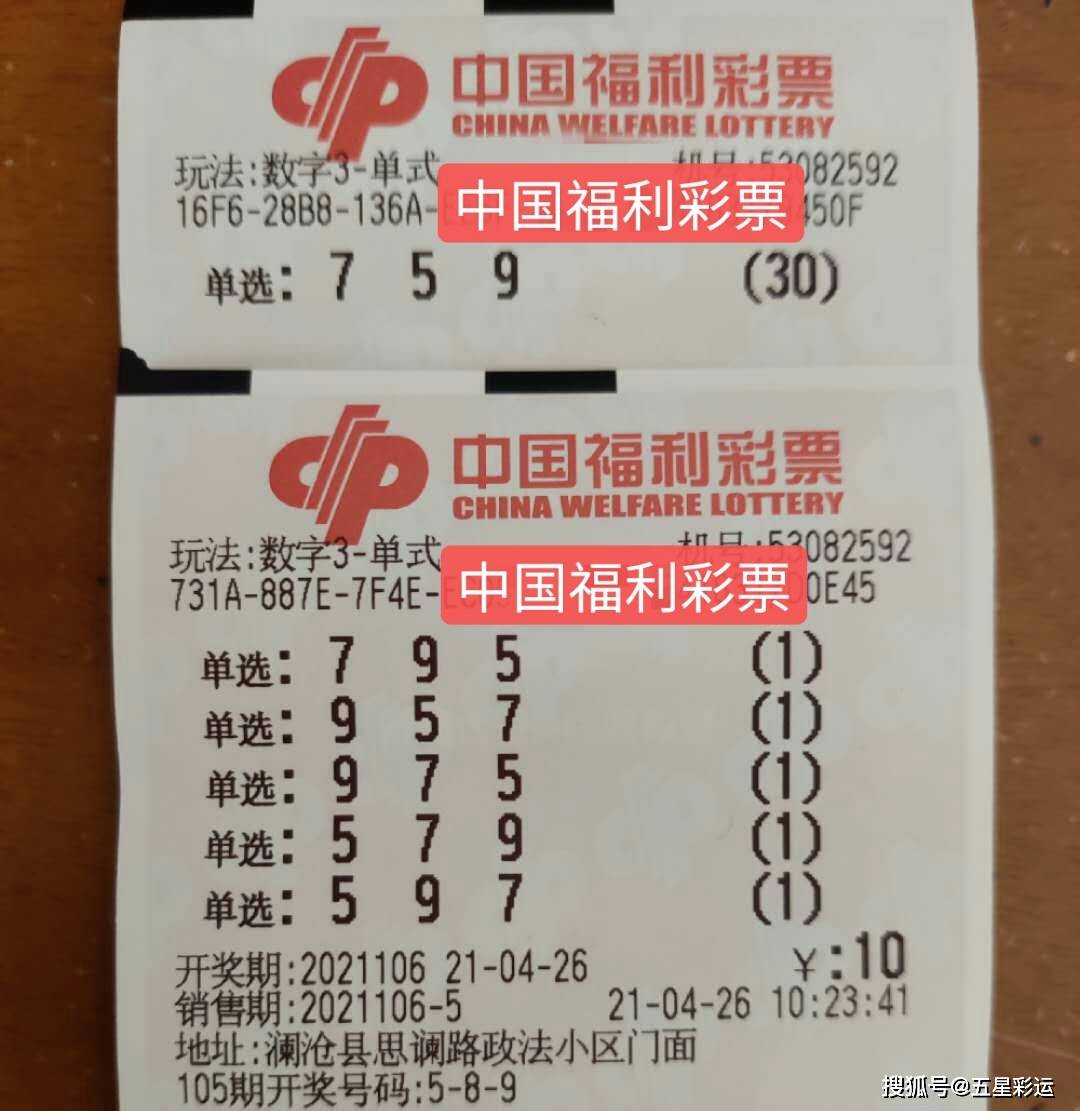 中国福利彩票
CHINA WELFARE LOTTERY
玩法:数字3-单式 机号:53082592
16F6-28B8-136A- 中国福利彩票 450F
单选: 7 5 9 (30)
中国福利彩票
CHINA WELFARE LOTTERY
玩法:数字3-单式 机号:53082592
731A-887E-7F4E- 中国福利彩票 0E45
单选: 7 9 5 (1)
单选: 9 5 7 (1)
单选: 9 7 5 (1)
单选: 5 7 9 (1)
单选: 5 9 7 (1)
开奖期:2021106 21-04-26 ¥:10
销售期:2021106-5 21-04-26 10:23:41
地址:澜沧县思谰路政法小区门面
105期开奖号码:5-8-9
搜狐号@五星彩运